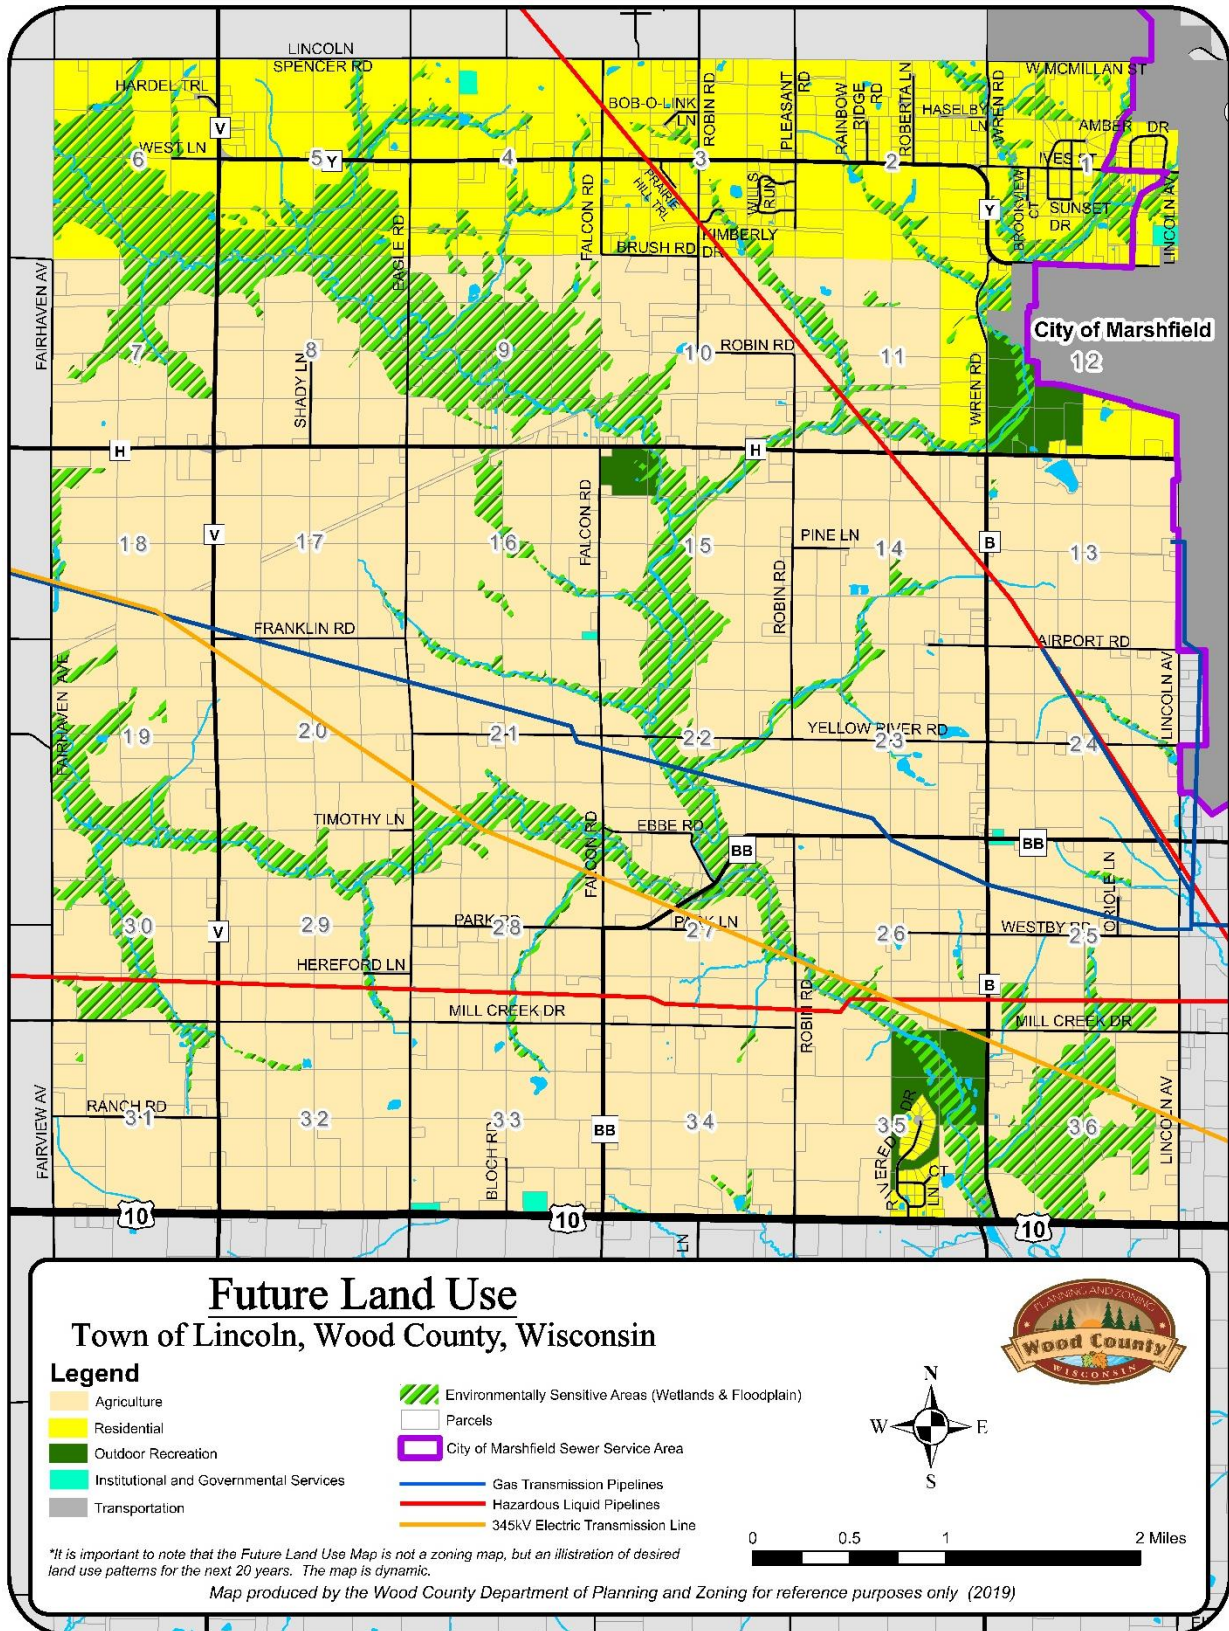 LINCOLN
SPENCER RD
HARDEL TRL
V
BOB-O-LINK
LN
ROBIN RD
PLEASANT
RD
RAINBOW
RIDGE
RD
ROBERTA LN
HASELBY
LN
WREN RD
W MCMILLAN ST
AMBER DR
WEST LN
6
5
Y
4
3
2
IVES ST
1
PRAIRIE
HILL TRL
WILLS
RUN
FALCON RD
EAGLE RD
BRUSH RD
KIMBERLY
DR
Y
BROOKVIEW
CT
SUNSET
DR
LINCOLN AV
FAIRHAVEN AV
City of Marshfield
7
8
9
10
ROBIN RD
11
12
SHADY LN
WREN RD
H
H
FALCON RD
18
V
17
16
15
PINE LN
14
B
13
ROBIN RD
FRANKLIN RD
AIRPORT RD
FAIRHAVEN AVE
LINCOLN AV
19
20
21
22
YELLOW RIVER RD
23
24
TIMOTHY LN
FALCON RD
EBBE RD
BB
BB
ORIOLE LN
30
V
29
PARK RD
28
PARK LN
27
26
WESTBY RD
25
HEREFORD LN
B
MILL CREEK DR
ROBIN RD
MILL CREEK DR
FAIRVIEW AV
RANCH RD
31
32
33
BLOCH RD
BB
34
35
RIVERED DR
CT
LN
36
LINCOLN AV
10
10
10
LN
Future Land Use
Town of Lincoln, Wood County, Wisconsin
Legend
Agriculture
Residential
Outdoor Recreation
Institutional and Governmental Services
Transportation
Environmentally Sensitive Areas (Wetlands & Floodplain)
Parcels
City of Marshfield Sewer Service Area
Gas Transmission Pipelines
Hazardous Liquid Pipelines
345kV Electric Transmission Line
PLANNING AND ZONING
Wood County
WISCONSIN
N
W E
S
0 0.5 1 2 Miles
*It is important to note that the Future Land Use Map is not a zoning map, but an illistration of desired
land use patterns for the next 20 years. The map is dynamic.
Map produced by the Wood County Department of Planning and Zoning for reference purposes only (2019)